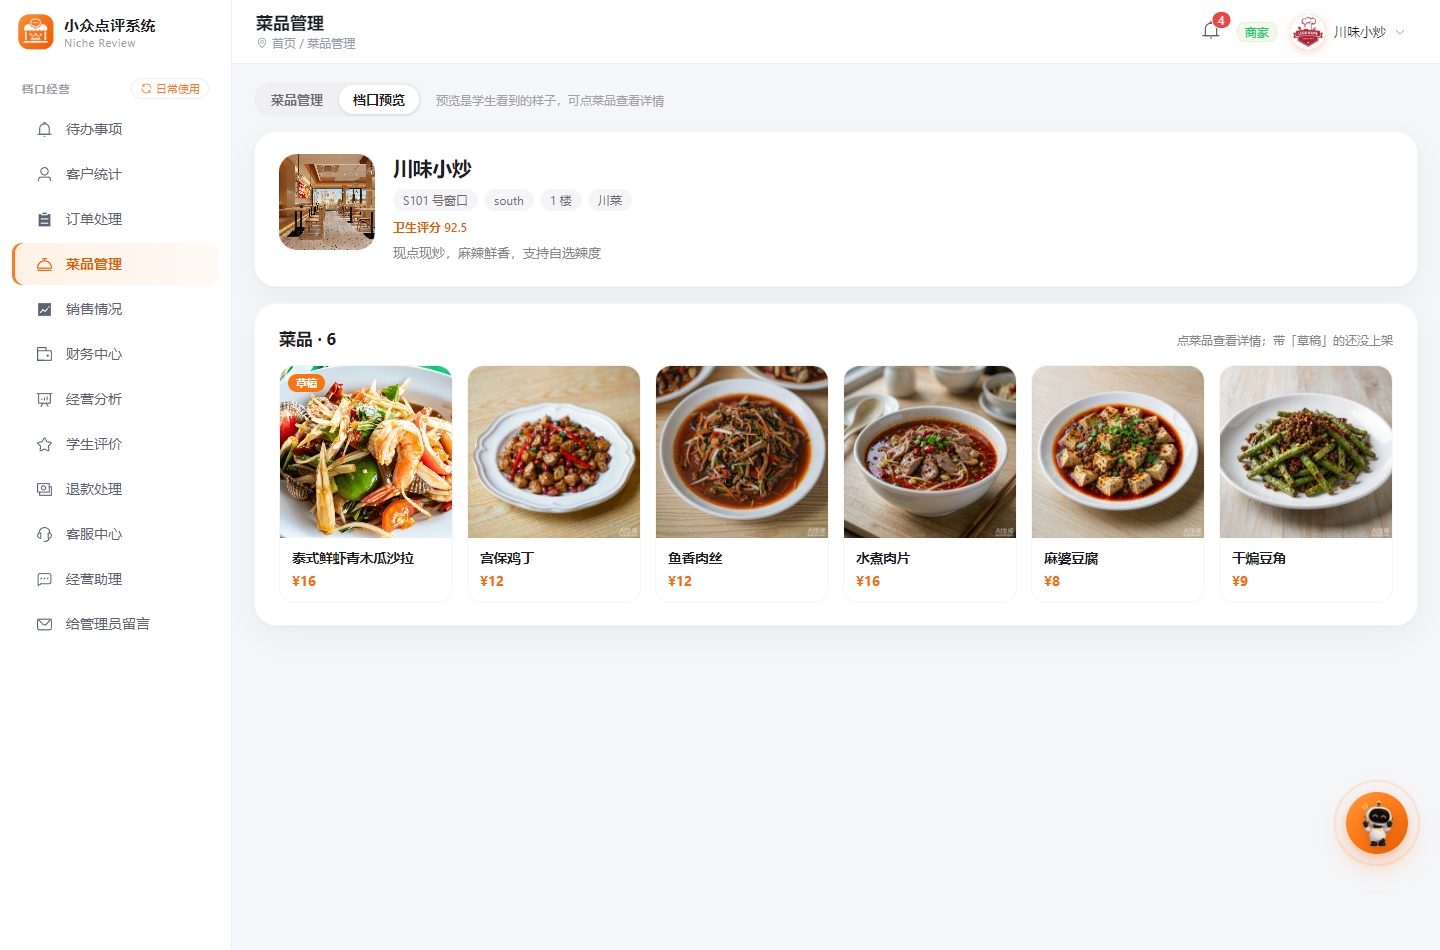 小众点评系统
Niche Review
档口经营
日常使用
待办事项
客户统计
订单处理
菜品管理
销售情况
财务中心
经营分析
学生评价
退款处理
客服中心
经营助理
给管理员留言
菜品管理
首页 / 菜品管理
4
商家
川味小炒
菜品管理
档口预览
预览是学生看到的样子，可点菜品查看详情
川味小炒
S101 号窗口
south
1 楼
川菜
卫生评分 92.5
现点现炒，麻辣鲜香，支持自选辣度
菜品 · 6
点菜品查看详情；带「草稿」的还没上架
草稿
泰式鲜虾青木瓜沙拉
¥16
宫保鸡丁
¥12
鱼香肉丝
¥12
水煮肉片
¥16
麻婆豆腐
¥8
干煸豆角
¥9